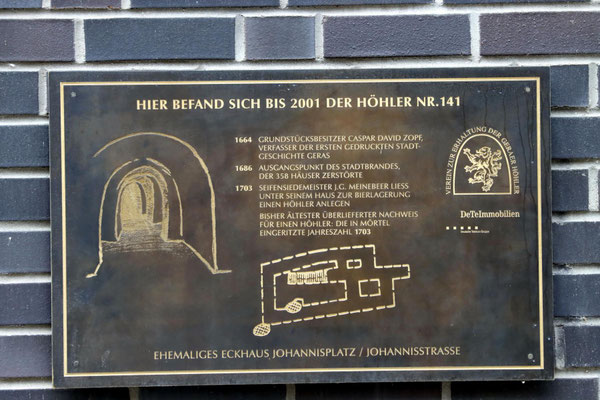 HIER BEFAND SICH BIS 2001 DER HÖHLER NR.141
1664 GRUNDSTÜCKSBESITZER CASPAR DAVID ZOPF,
VERFASSER DER ERSTEN GEDRUCKTEN STADT-
GESCHICHTE GERAS
1686 AUSGANGSPUNKT DES STADTBRANDES,
DER 358 HÄUSER ZERSTÖRTE
1703 SEIFENSIEDEMEISTER J.G. MEINEBEER LIESS
UNTER SEINEM HAUS ZUR BIERLAGERUNG
EINEN HÖHLER ANLEGEN
BISHER ÄLTESTER ÜBERLIEFERTER NACHWEIS
FÜR EINEN HÖHLER: DIE IN MÖRTEL
EINGERITZTE JAHRESZAHL 1703
VEREIN ZUR ERHALTUNG DER GERAER HÖHLER
DeTeImmobilien
EHEMALIGES ECKHAUS JOHANNISPLATZ / JOHANNISSTRASSE